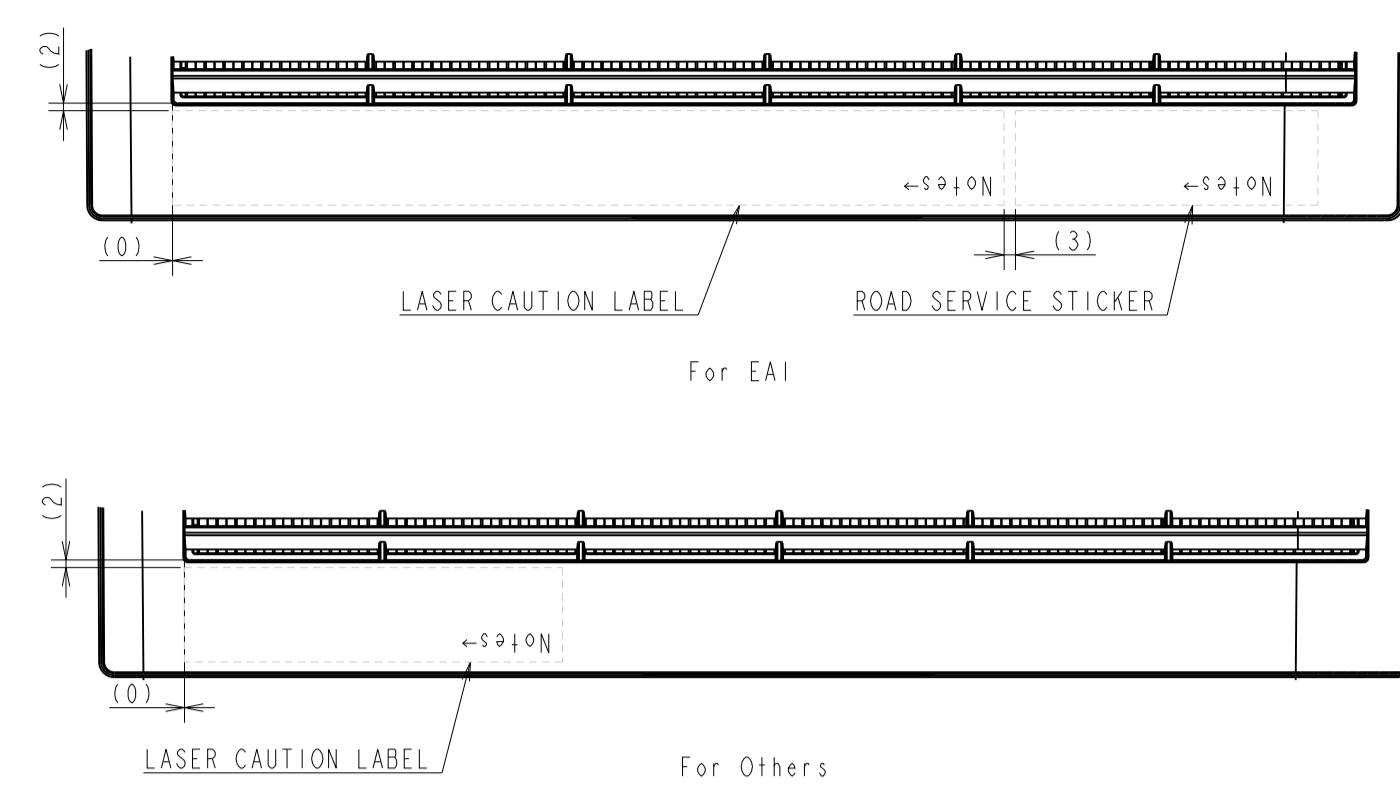 (2)
Notes→
Notes→
(0)
(3)
LASER CAUTION LABEL
ROAD SERVICE STICKER
For EAI
(2)
Notes→
(0)
LASER CAUTION LABEL
For Others